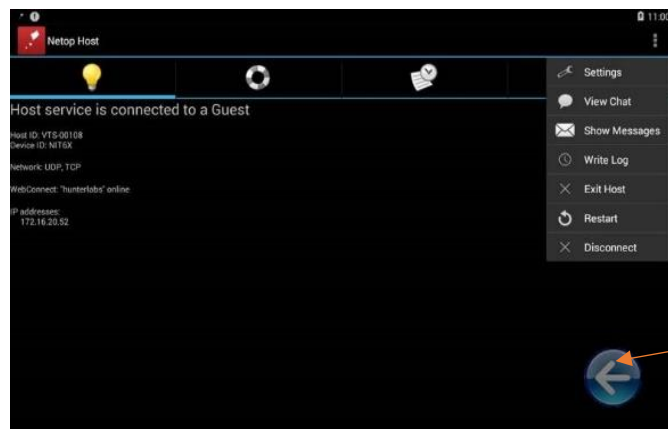 11:00
Netop Host
Host service is connected to a Guest
Host ID: VTS-00108
Device ID: NIT6X
Network: UDP, TCP
WebConnect: "hunterlabs" online
IP addresses:
172.16.20.52
Settings
View Chat
Show Messages
Write Log
Exit Host
Restart
Disconnect